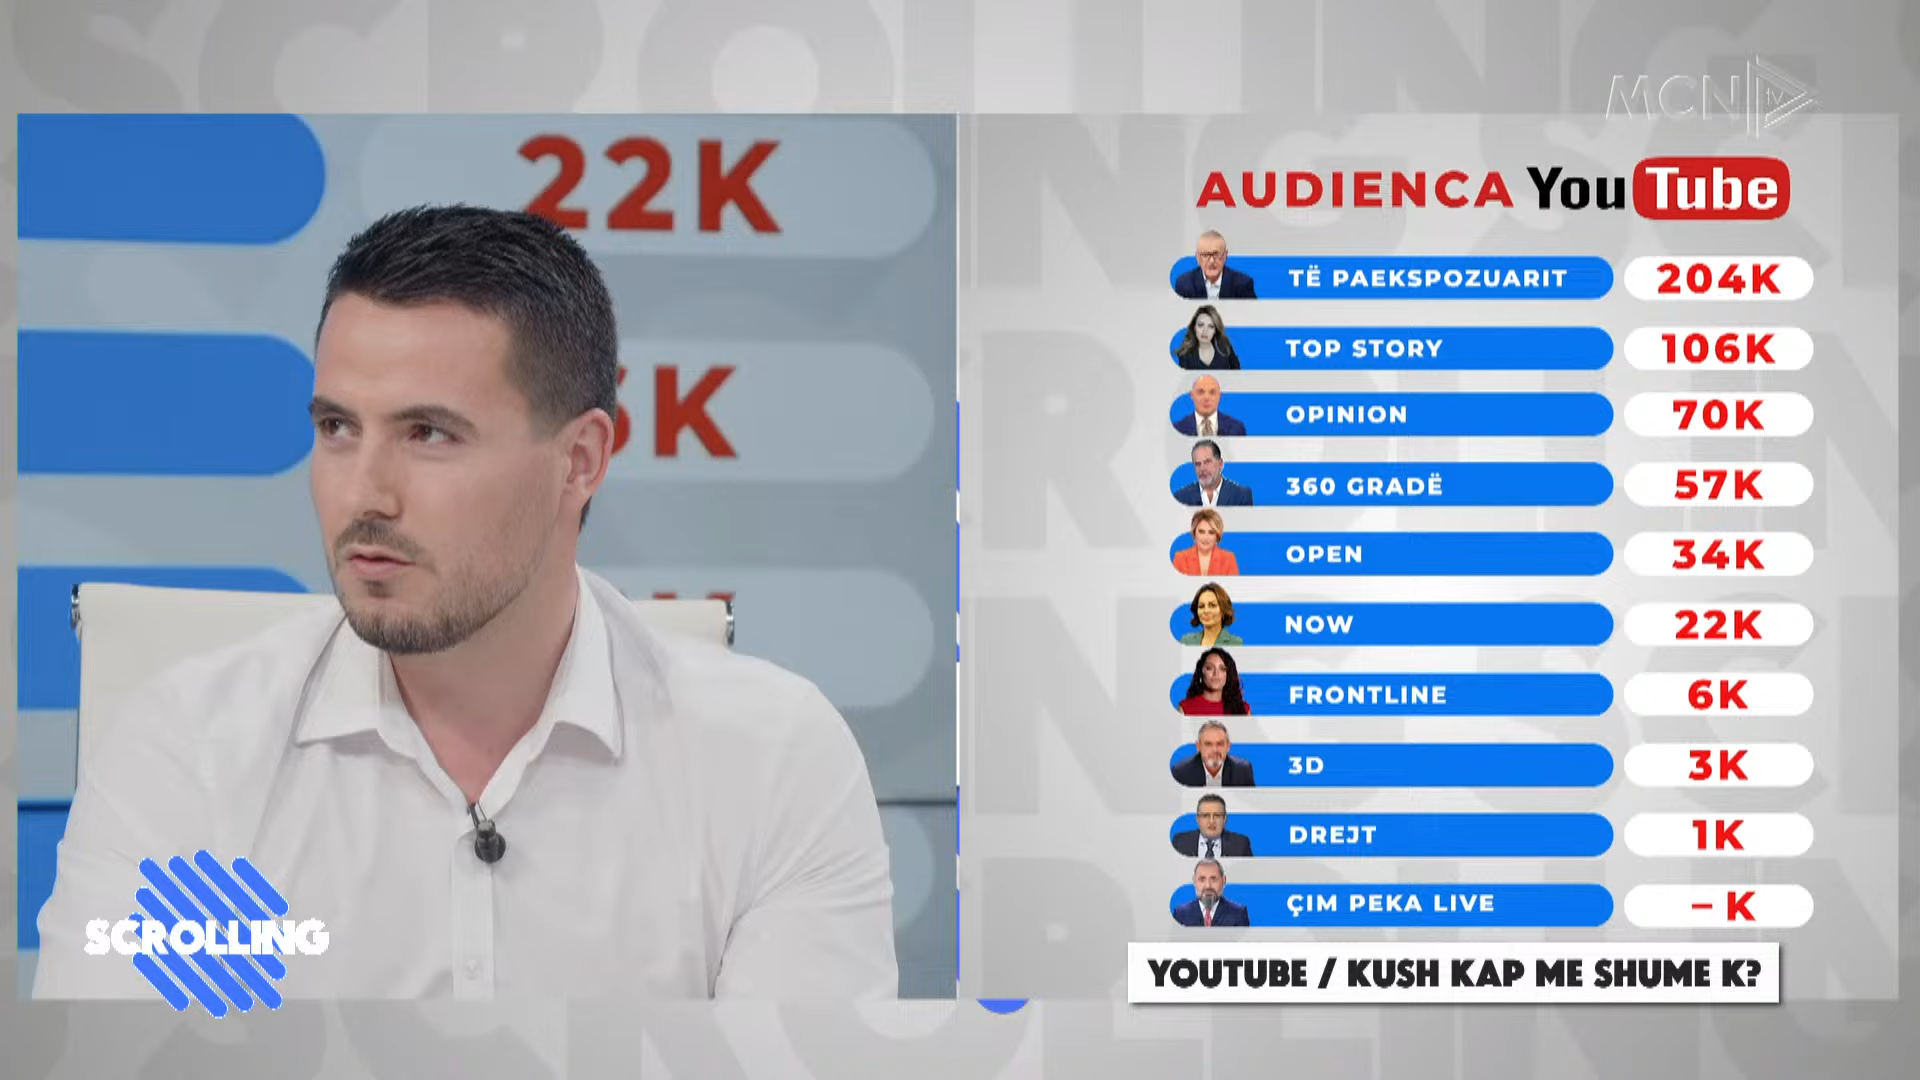 MCN TV
22K
K
SCROLLING
AUDIENCA YouTube
TË PAEKSPOZUARIT 204K
TOP STORY 106K
OPINION 70K
360 GRADË 57K
OPEN 34K
NOW 22K
FRONTLINE 6K
3D 3K
DREJT 1K
ÇIM PEKA LIVE – K
YOUTUBE / KUSH KAP ME SHUME K?